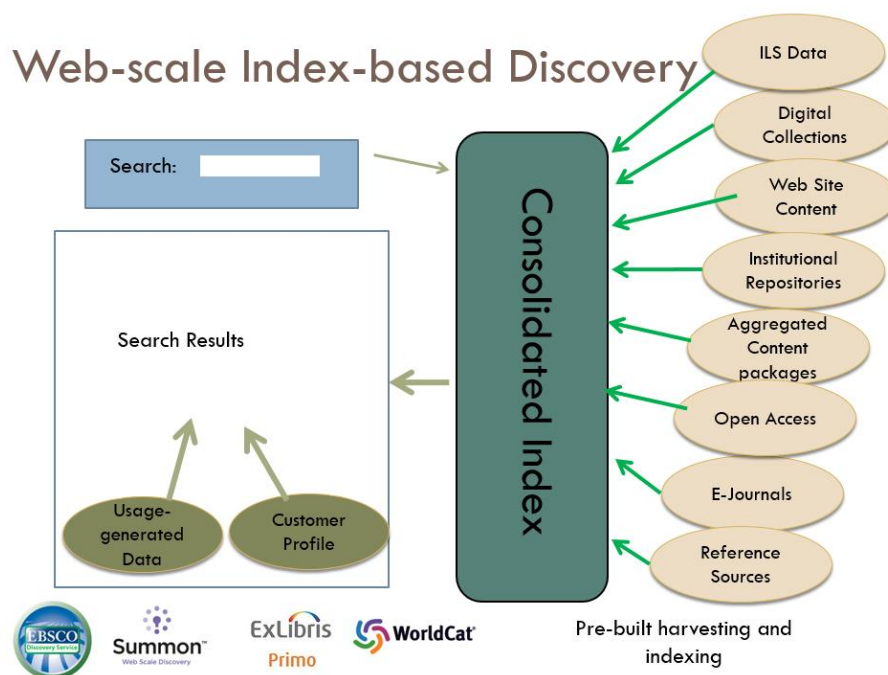 Web-scale Index-based Discovery
Search:
Search Results
Usage-
generated
Data
Customer
Profile
Consolidated Index
ILS Data
Digital
Collections
Web Site
Content
Institutional
Repositories
Aggregated
Content
packages
Open Access
E-Journals
Reference
Sources
Pre-built harvesting and
indexing
EBSCO
Discovery Service
Summon™
Web Scale Discovery
ExLibris
Primo
WorldCat®